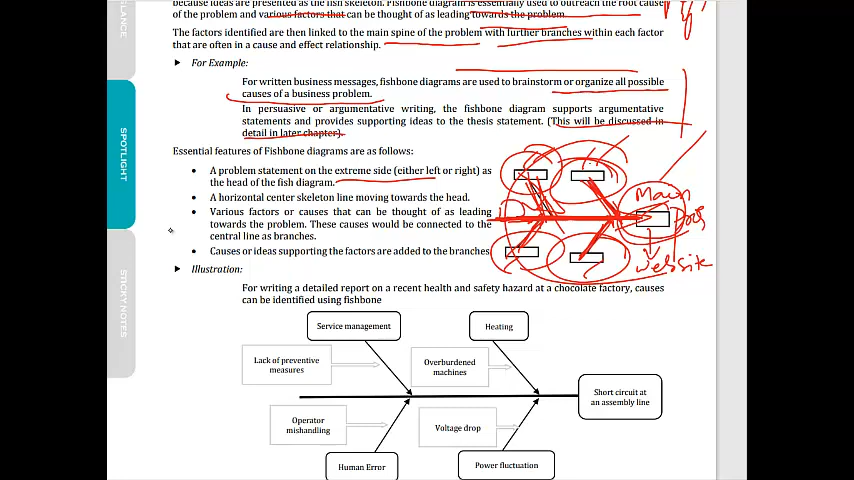 because ideas are presented as the fish skeleton. Fishbone diagram is essentially used to outreach the root cause
of the problem and various factors that can be thought of as leading towards the problem
The factors identified are then linked to the main spine of the problem with further branches within each factor
that are often in a cause and effect relationship.
For Example:
For written business messages, fishbone diagrams are used to brainstorm or organize all possible
causes of a business problem.
In persuasive or argumentative writing, the fishbone diagram supports argumentative
statements and provides supporting ideas to the thesis statement. (This will be discussed in
detail in later chapter).
Essential features of Fishbone diagrams are as follows:
• A problem statement on the extreme side (either left or right) as
the head of the fish diagram.
• A horizontal center skeleton line moving towards the head.
• Various factors or causes that can be thought of as leading
towards the problem. These causes would be connected to the
central line as branches.
• Causes or ideas supporting the factors are added to the branches
Main
website
Illustration:
For writing a detailed report on a recent health and safety hazard at a chocolate factory, causes
can be identified using fishbone
Service management
Heating
Lack of preventive
measures
Overburdened
machines
Short circuit at
an assembly line
Operator
mishandling
Voltage drop
Human Error
Power fluctuation
GLANCE
SPOTLIGHT
STICKY NOTES